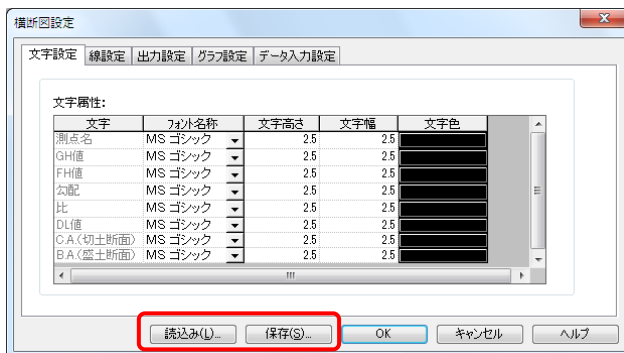 横断図設定
文字設定 線設定 出力設定 グラフ設定 データ入力設定
文字属性:
文字 フォント名称 文字高さ 文字幅 文字色
測点名 MS ゴシック 2.5 2.5
GH値 MS ゴシック 2.5 2.5
FH値 MS ゴシック 2.5 2.5
勾配 MS ゴシック 2.5 2.5
比 MS ゴシック 2.5 2.5
DL値 MS ゴシック 2.5 2.5
C.A.(切土断面) MS ゴシック 2.5 2.5
B.A.(盛土断面) MS ゴシック 2.5 2.5
読込み(L)... 保存(S)... OK キャンセル ヘルプ